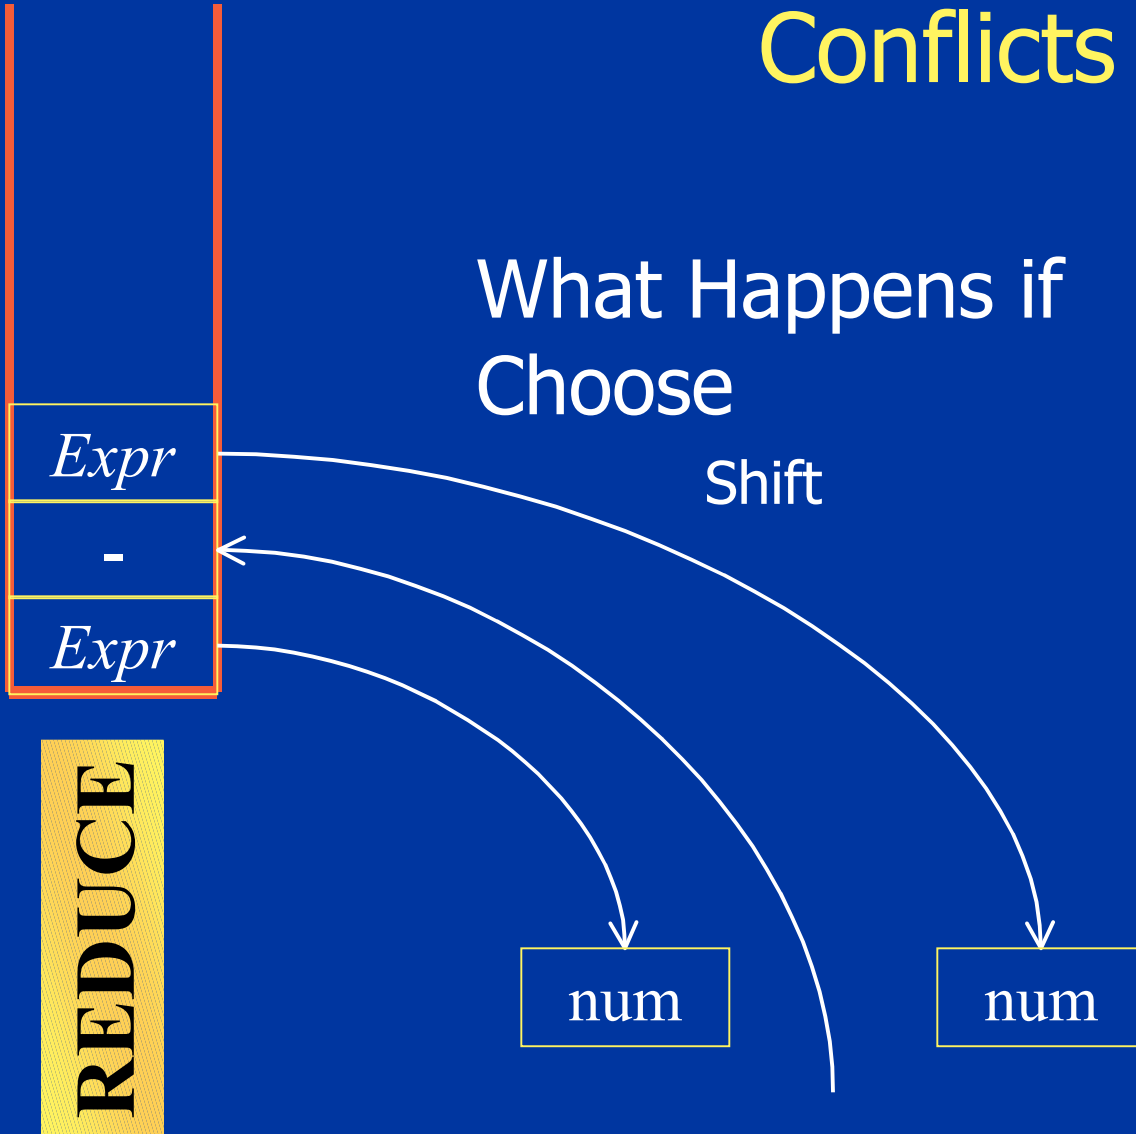 Conflicts
What Happens if
Choose
Shift
Expr
-
Expr
REDUCE
num
num